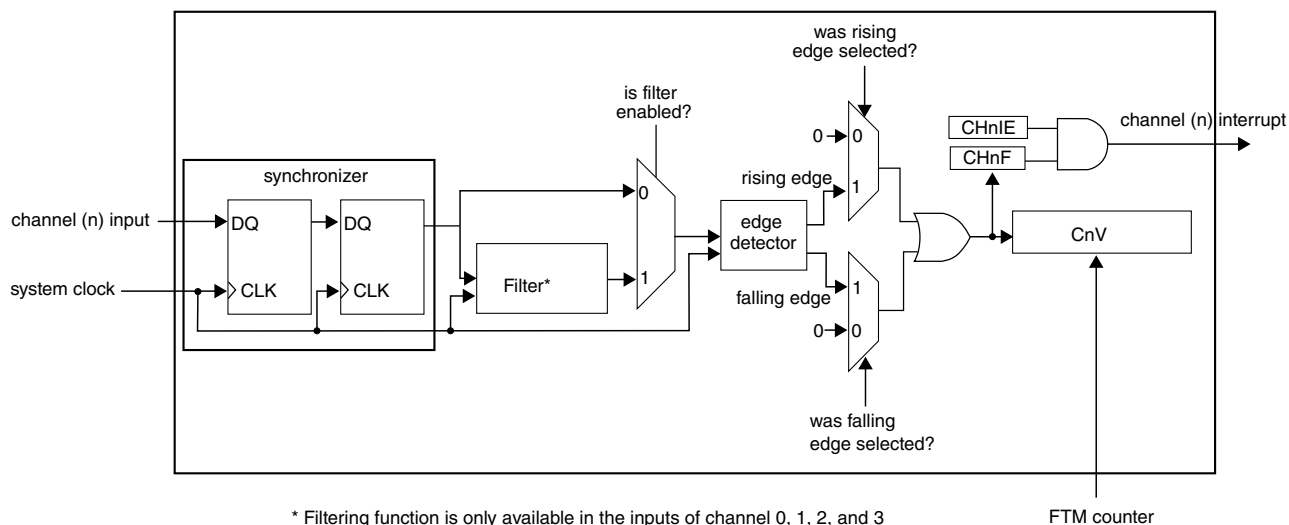 was rising
edge selected?
is filter
enabled?
0
0
CHnIE
channel (n) interrupt
CHnF
synchronizer
rising edge
1
0
channel (n) input
DQ
DQ
edge
detector
CnV
Filter*
1
system clock
CLK
CLK
falling edge
1
0
0
was falling
edge selected?
* Filtering function is only available in the inputs of channel 0, 1, 2, and 3
FTM counter